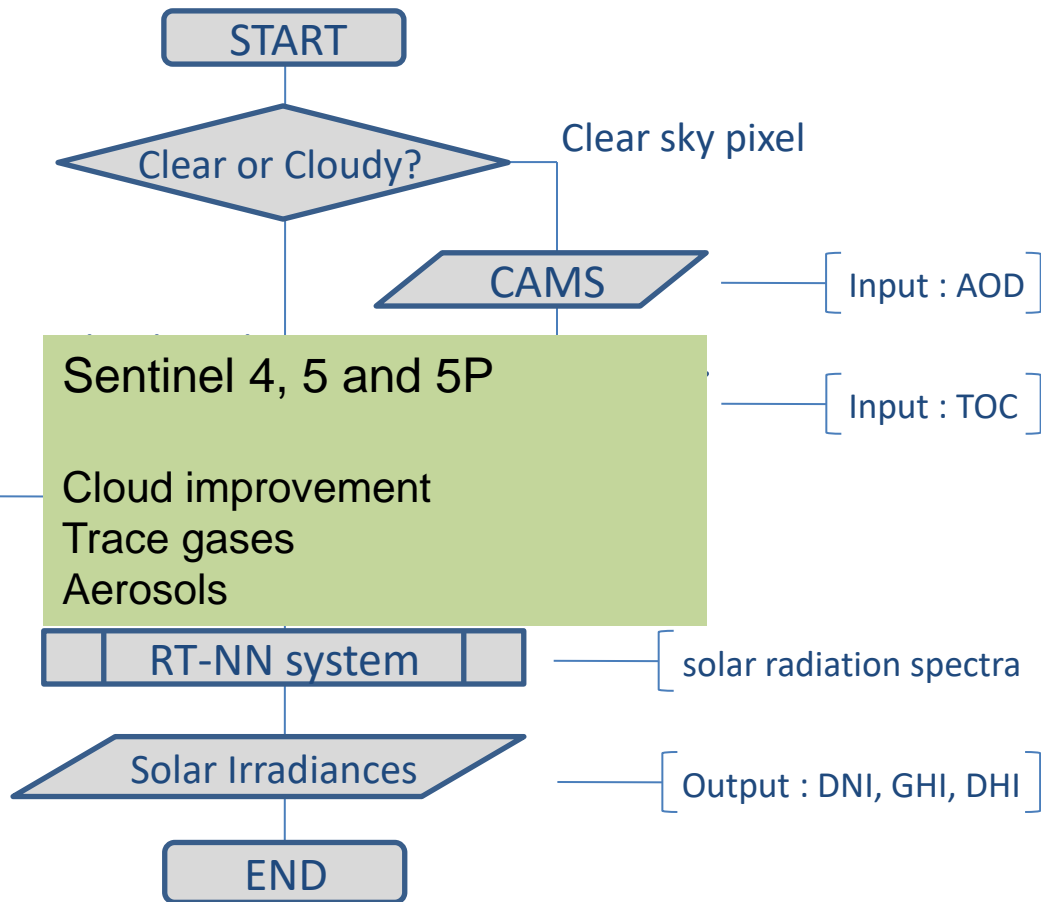 START
Clear or Cloudy?
Clear sky pixel
CAMS
Input : AOD
Sentinel 4, 5 and 5P
Input : TOC
Cloud improvement
Trace gases
Aerosols
RT-NN system
solar radiation spectra
Solar Irradiances
Output : DNI, GHI, DHI
END